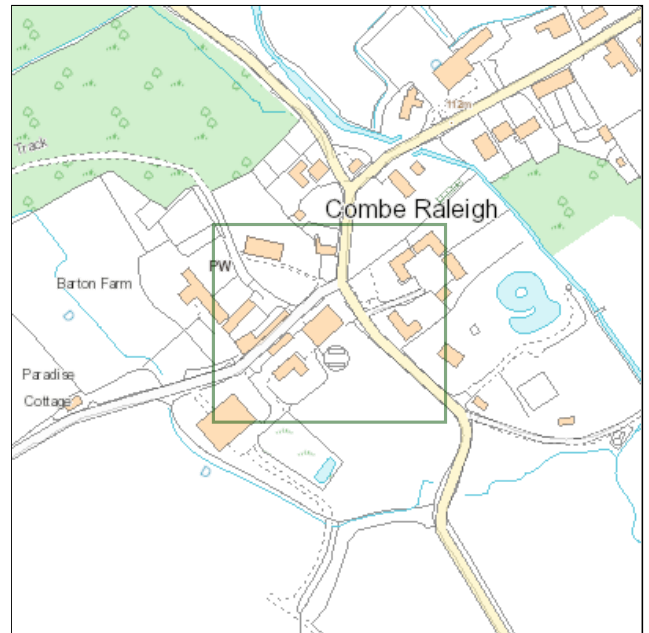 112m
Track
Combe Raleigh
PW
Barton Farm
Paradise
Cottage